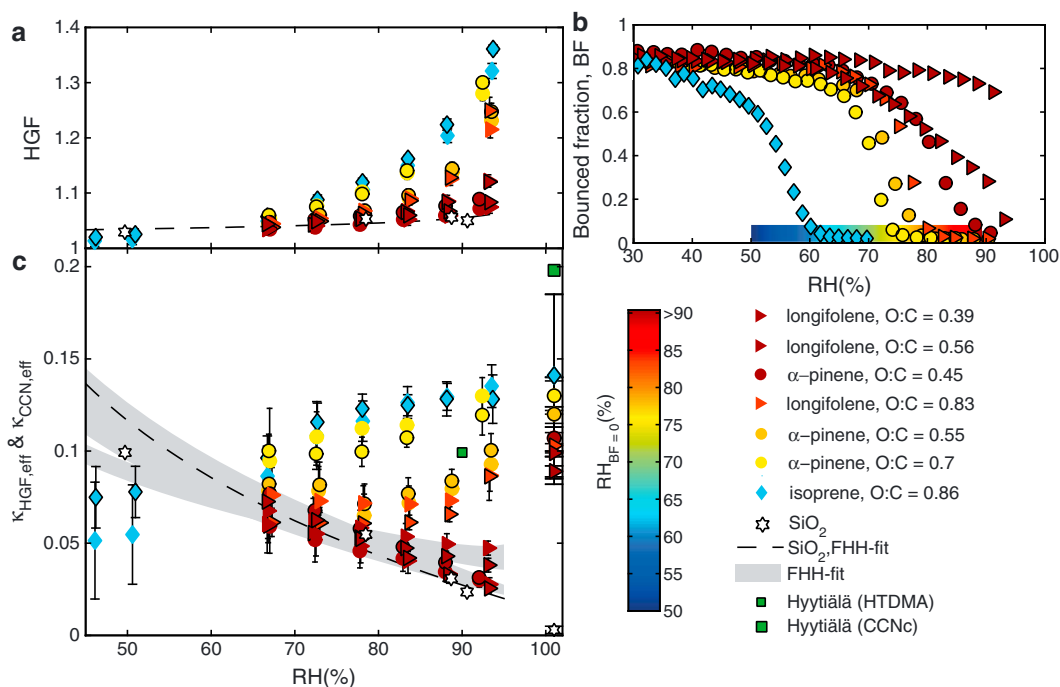 a
1.4
1.3
1.2
1.1
1
HGF
b
1
0.8
0.6
0.4
0.2
0
Bounced fraction, BF
30 40 50 60 70 80 90 100
RH(%)
c
0.2
0.15
0.1
0.05
0
κHGF,eff & κCCN,eff
50 60 70 80 90 100
RH(%)
>90
85
80
75
70
65
60
55
50
RHBF = 0(%)
longifolene, O:C = 0.39
longifolene, O:C = 0.56
α−pinene, O:C = 0.45
longifolene, O:C = 0.83
α−pinene, O:C = 0.55
α−pinene, O:C = 0.7
isoprene, O:C = 0.86
SiO2
SiO2,FHH-fit
FHH-fit
Hyytiälä (HTDMA)
Hyytiälä (CCNc)